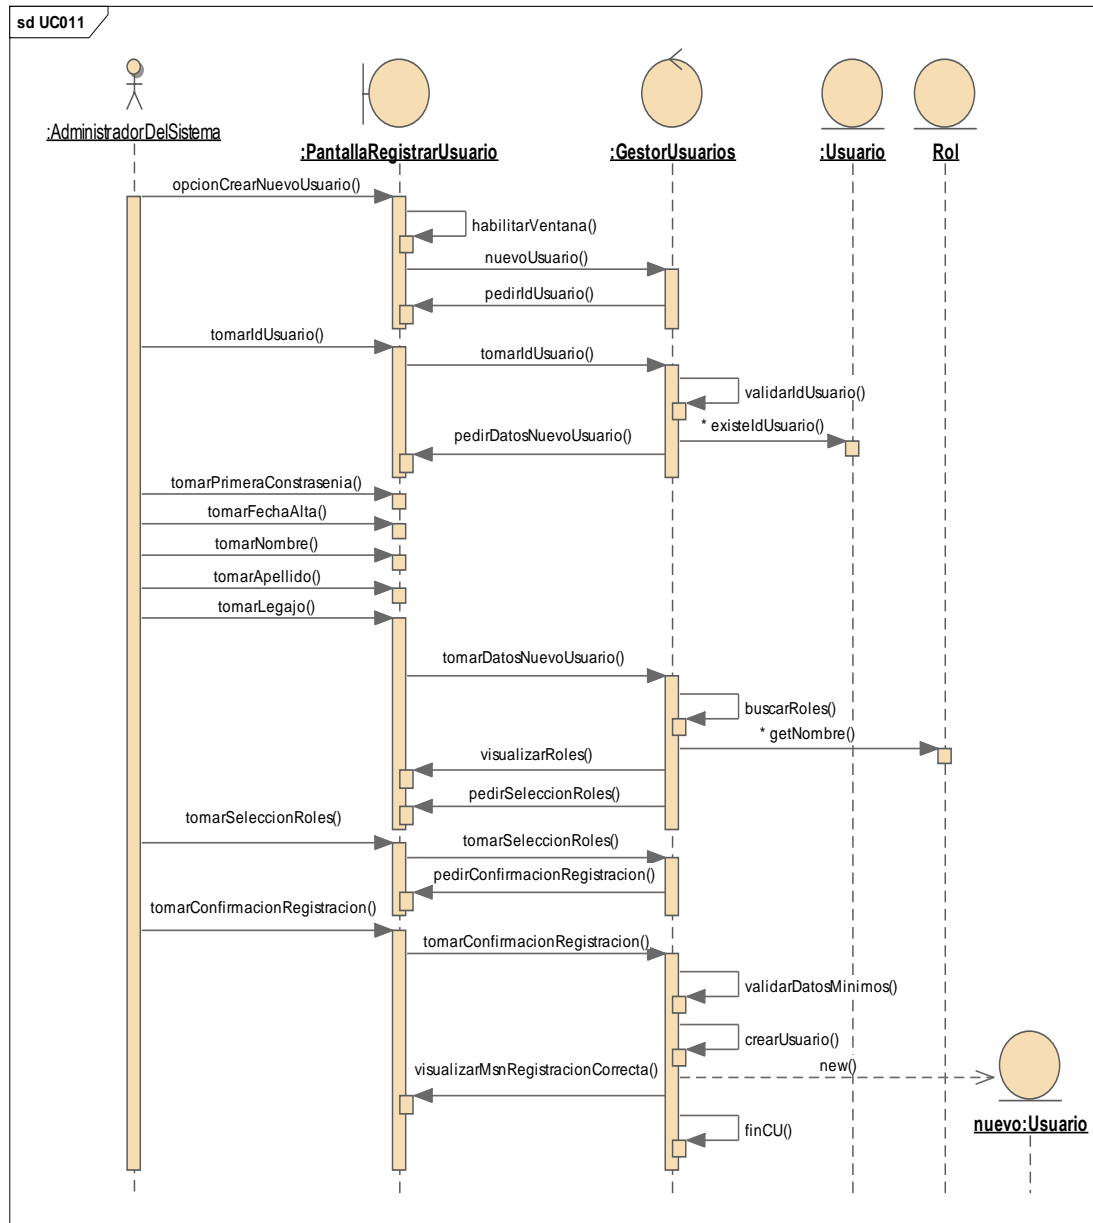 sd UC011
:AdministradorDelSistema
:PantallaRegistrarUsuario
:GestorUsuarios
:Usuario
Rol
opcionCrearNuevoUsuario()
habilitarVentana()
nuevoUsuario()
pedirIdUsuario()
tomarIdUsuario()
tomarIdUsuario()
validarIdUsuario()
* existeIdUsuario()
pedirDatosNuevoUsuario()
tomarPrimeraConstrasenia()
tomarFechaAlta()
tomarNombre()
tomarApellido()
tomarLegajo()
tomarDatosNuevoUsuario()
buscarRoles()
* getNombre()
visualizarRoles()
pedirSeleccionRoles()
tomarSeleccionRoles()
tomarSeleccionRoles()
pedirConfirmacionRegistracion()
tomarConfirmacionRegistracion()
tomarConfirmacionRegistracion()
validarDatosMinimos()
crearUsuario()
new()
visualizarMsnRegistracionCorrecta()
nuevo:Usuario
finCU()